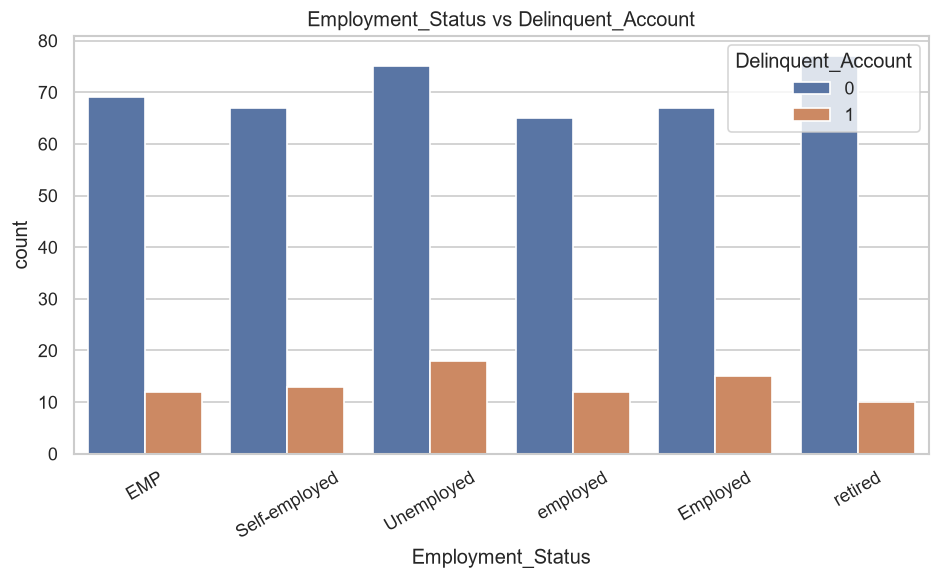 Employment_Status vs Delinquent_Account
80
70
60
50
40
30
20
10
0
count
Delinquent_Account
0
1
EMP
Self-employed
Unemployed
employed
Employed
retired
Employment_Status